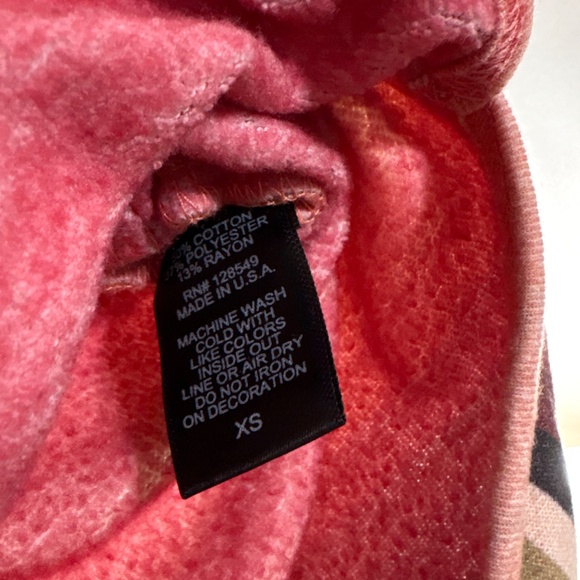 % COTTON
% POLYESTER
13% RAYON
RN# 128549
MADE IN U.S.A.
MACHINE WASH
COLD WITH
LIKE COLORS
INSIDE OUT
LINE OR AIR DRY
DO NOT IRON
ON DECORATION
XS